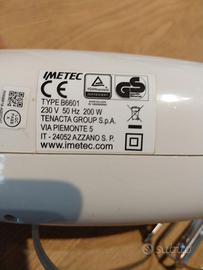 IMETEC
TYPE B6601
230 V 50 Hz 200 W
TENACTA GROUP S.p.A.
VIA PIEMONTE 5
IT - 24052 AZZANO S. P.
www.imetec.com
GS
subito